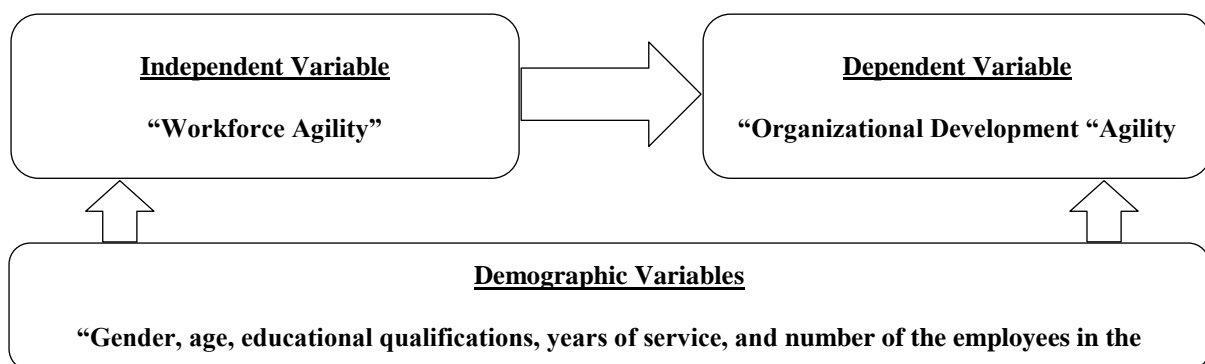 Independent Variable
“Workforce Agility”
Dependent Variable
“Organizational Development “Agility
Demographic Variables
“Gender, age, educational qualifications, years of service, and number of the employees in the